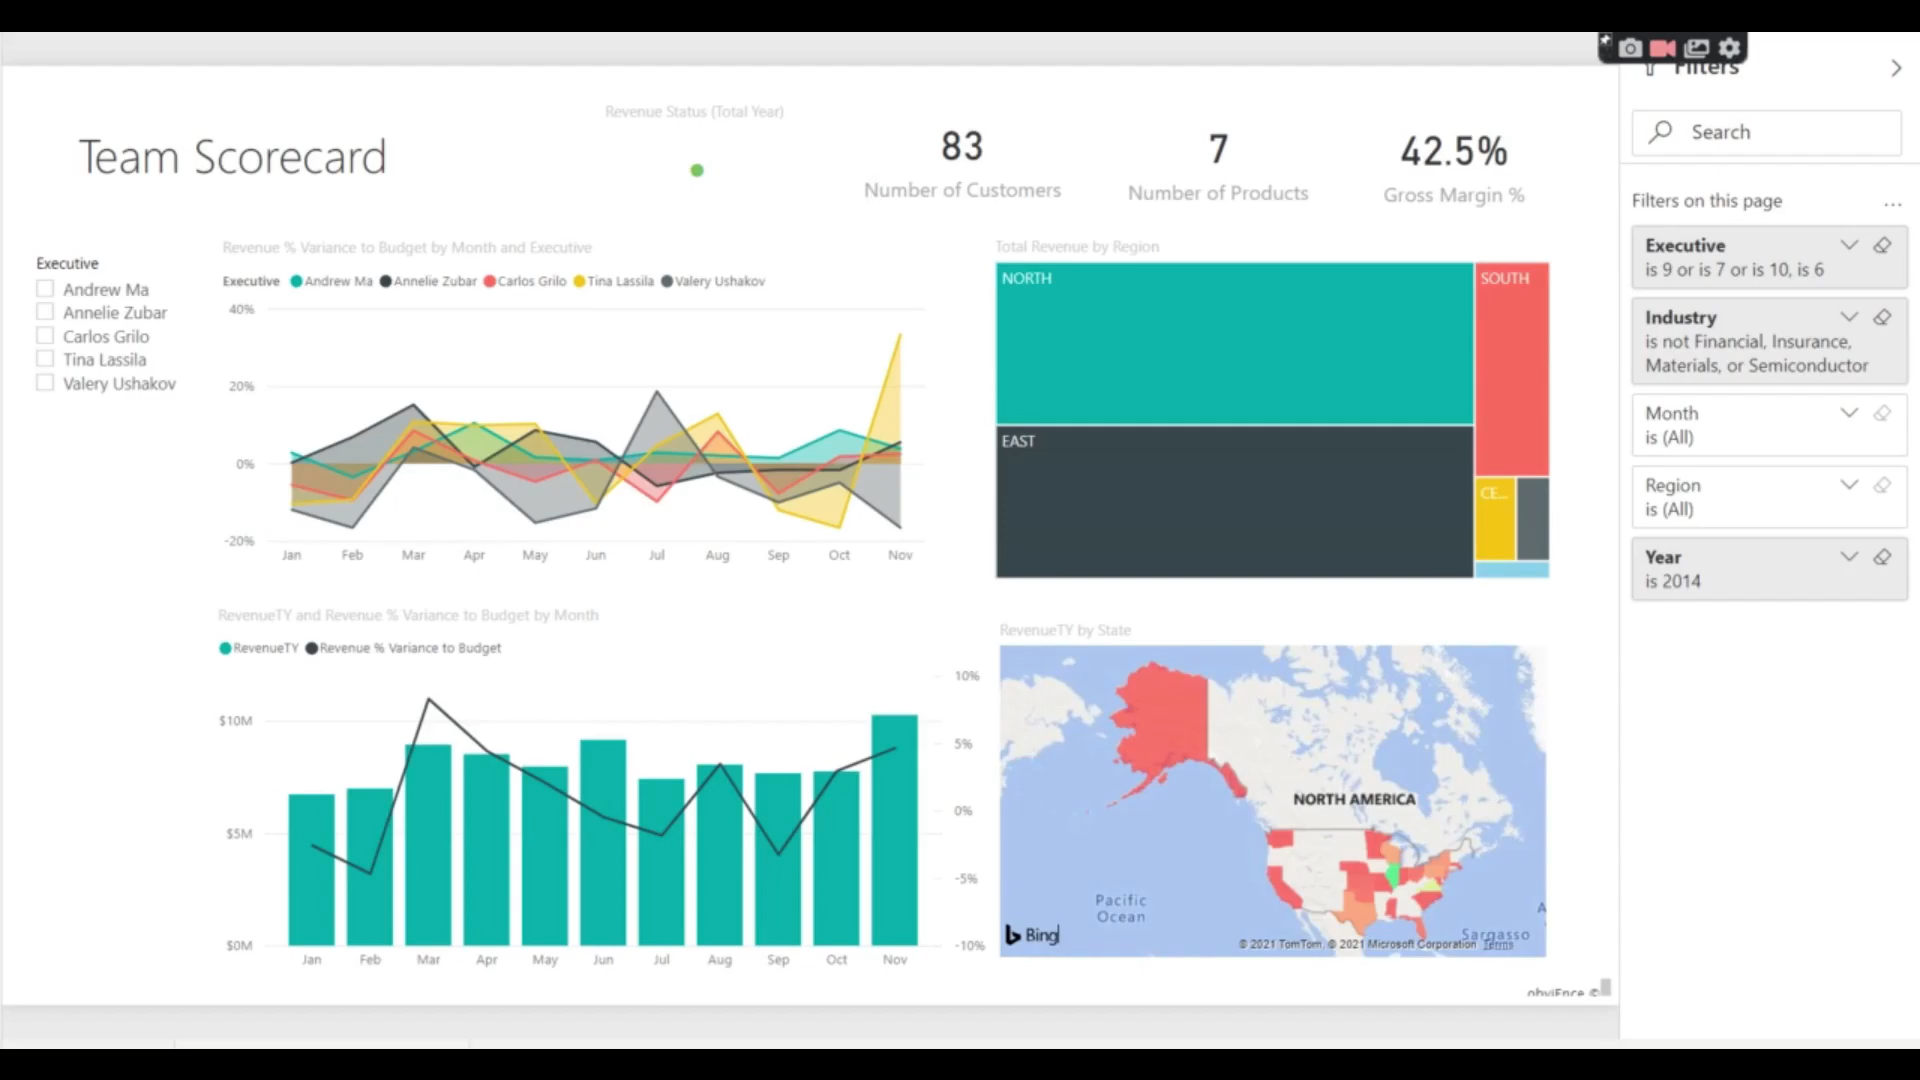 Filters
Search
Filters on this page
...
Executive
is 9 or is 7 or is 10, is 6
Industry
is not Financial, Insurance,
Materials, or Semiconductor
Month
is (All)
Region
is (All)
Year
is 2014
Team Scorecard
Revenue Status (Total Year)
83
Number of Customers
7
Number of Products
42.5%
Gross Margin %
Executive
Andrew Ma
Annelie Zubar
Carlos Grilo
Tina Lassila
Valery Ushakov
Revenue % Variance to Budget by Month and Executive
Executive Andrew Ma Annelie Zubar Carlos Grilo Tina Lassila Valery Ushakov
40%
20%
0%
-20%
Jan Feb Mar Apr May Jun Jul Aug Sep Oct Nov
Total Revenue by Region
NORTH
SOUTH
EAST
CE...
RevenueTY and Revenue % Variance to Budget by Month
RevenueTY Revenue % Variance to Budget
$10M
$5M
$0M
10%
5%
0%
-5%
-10%
Jan Feb Mar Apr May Jun Jul Aug Sep Oct Nov
RevenueTY by State
NORTH AMERICA
Pacific
Ocean
Sargasso
A
Bing
© 2021 TomTom, © 2021 Microsoft Corporation Terms
obviEnce ©